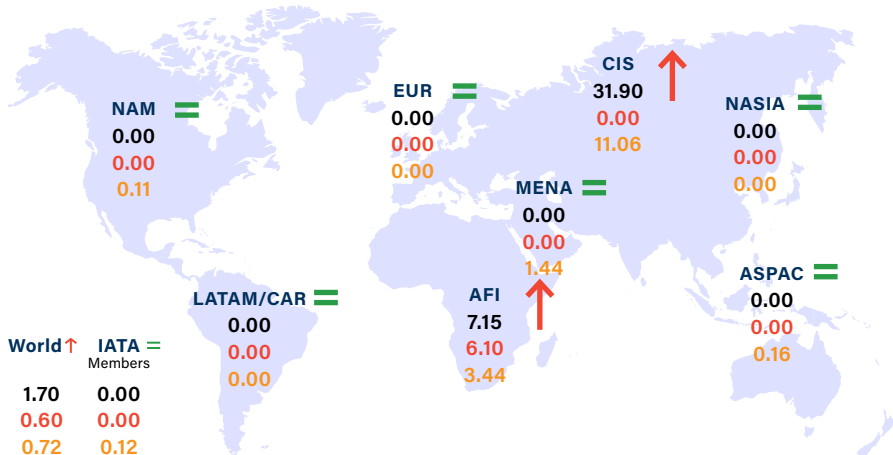 NAM
0.00
0.00
0.11
EUR
0.00
0.00
0.00
CIS
31.90
0.00
11.06
NASIA
0.00
0.00
0.00
MENA
0.00
0.00
1.44
LATAM/CAR
0.00
0.00
0.00
AFI
7.15
6.10
3.44
ASPAC
0.00
0.00
0.16
World↑
1.70
0.60
0.72
IATA =
Members
0.00
0.00
0.12